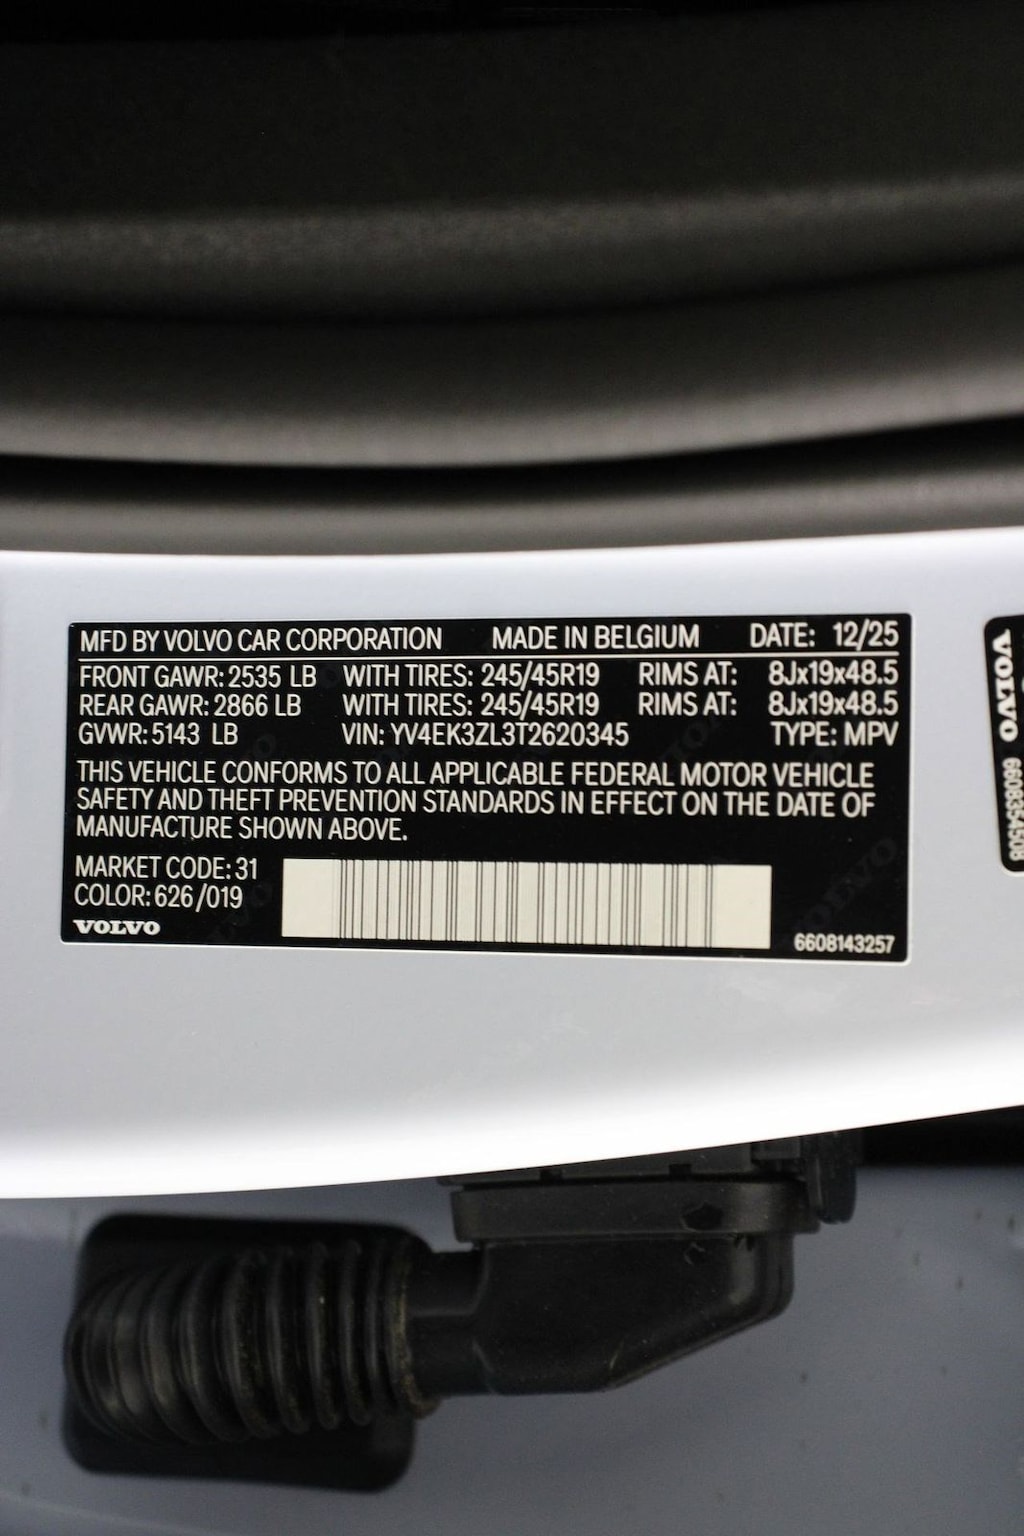 MFD BY VOLVO CAR CORPORATION MADE IN BELGIUM DATE: 12/25
FRONT GAWR: 2535 LB WITH TIRES: 245/45R19 RIMS AT: 8Jx19x48.5
REAR GAWR: 2866 LB WITH TIRES: 245/45R19 RIMS AT: 8Jx19x48.5
GVWR: 5143 LB VIN: YV4EK3ZL3T2620345 TYPE: MPV
THIS VEHICLE CONFORMS TO ALL APPLICABLE FEDERAL MOTOR VEHICLE
SAFETY AND THEFT PREVENTION STANDARDS IN EFFECT ON THE DATE OF
MANUFACTURE SHOWN ABOVE.
MARKET CODE: 31
COLOR: 626/019
VOLVO
6608143257
VOLVO 6608354508